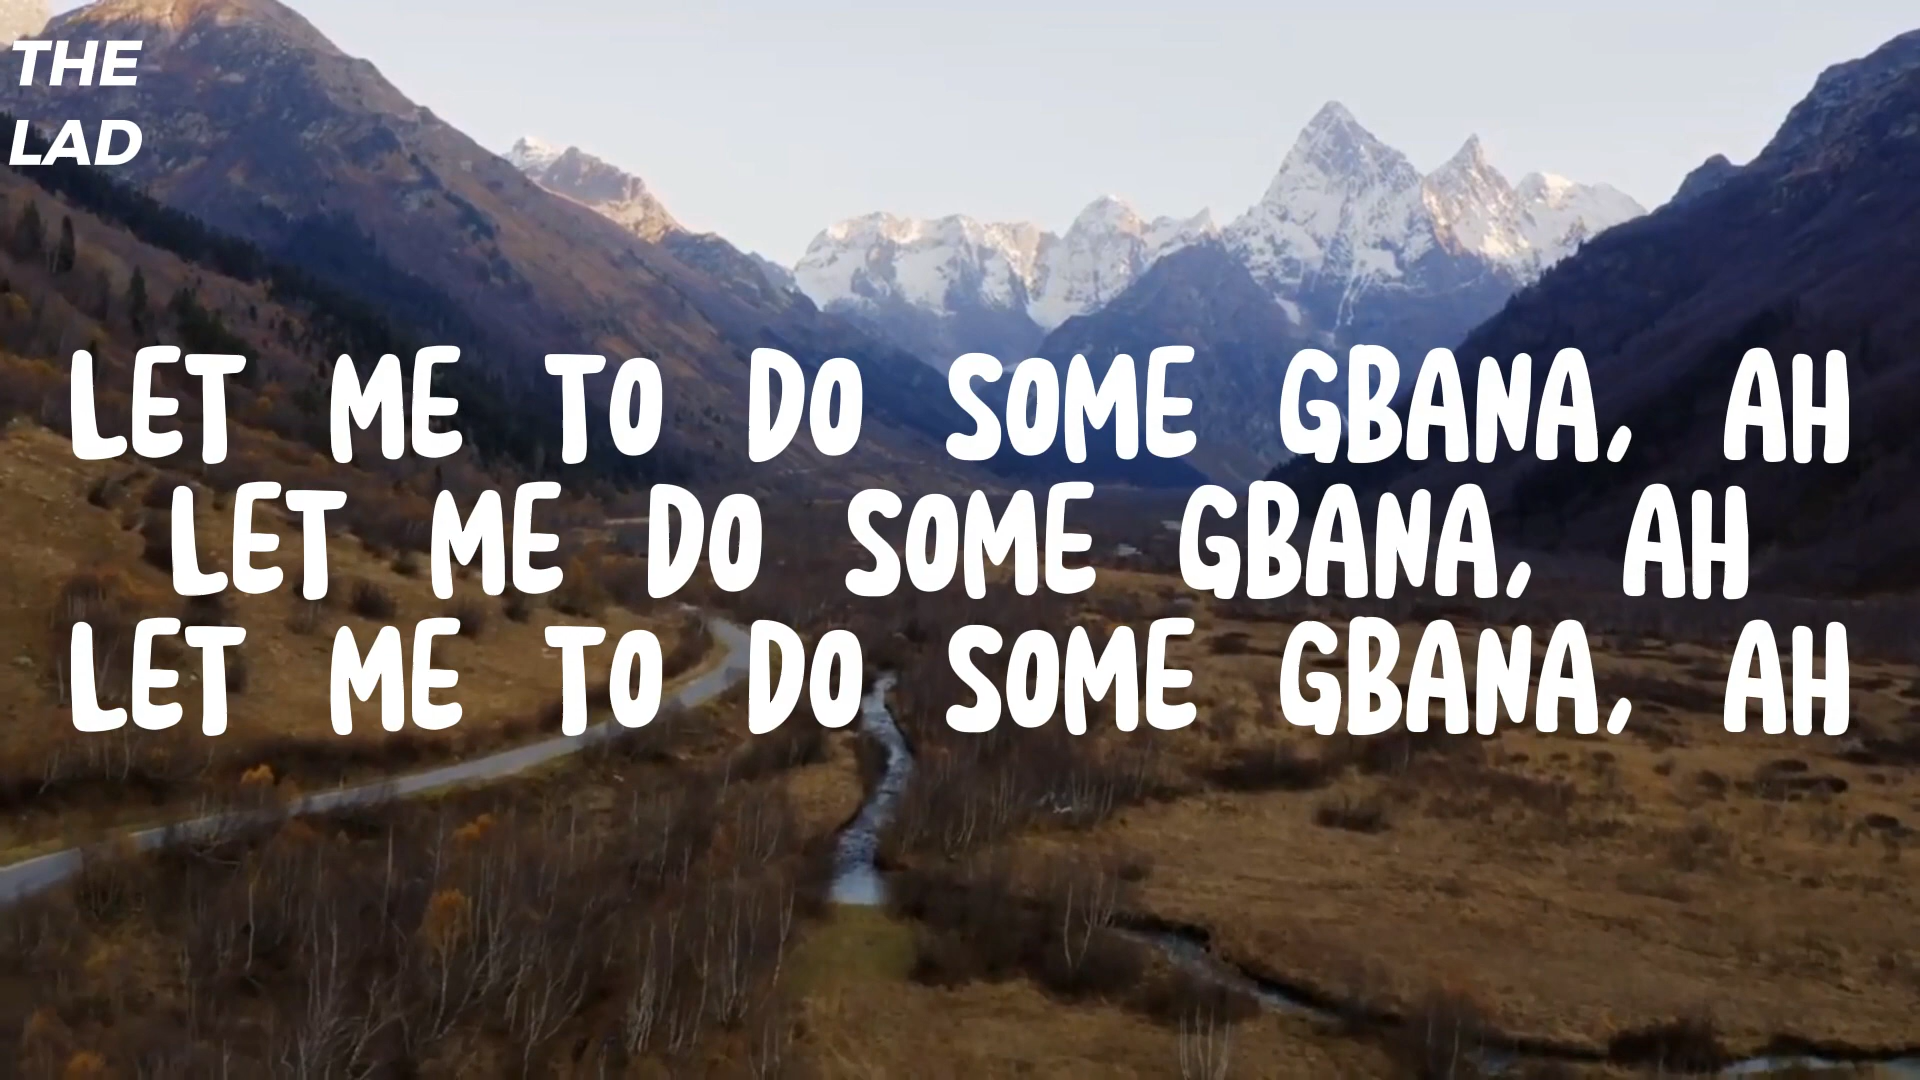 THE
LAD
LET ME TO DO SOME GBANA, AH
LET ME DO SOME GBANA, AH
LET ME TO DO SOME GBANA, AH